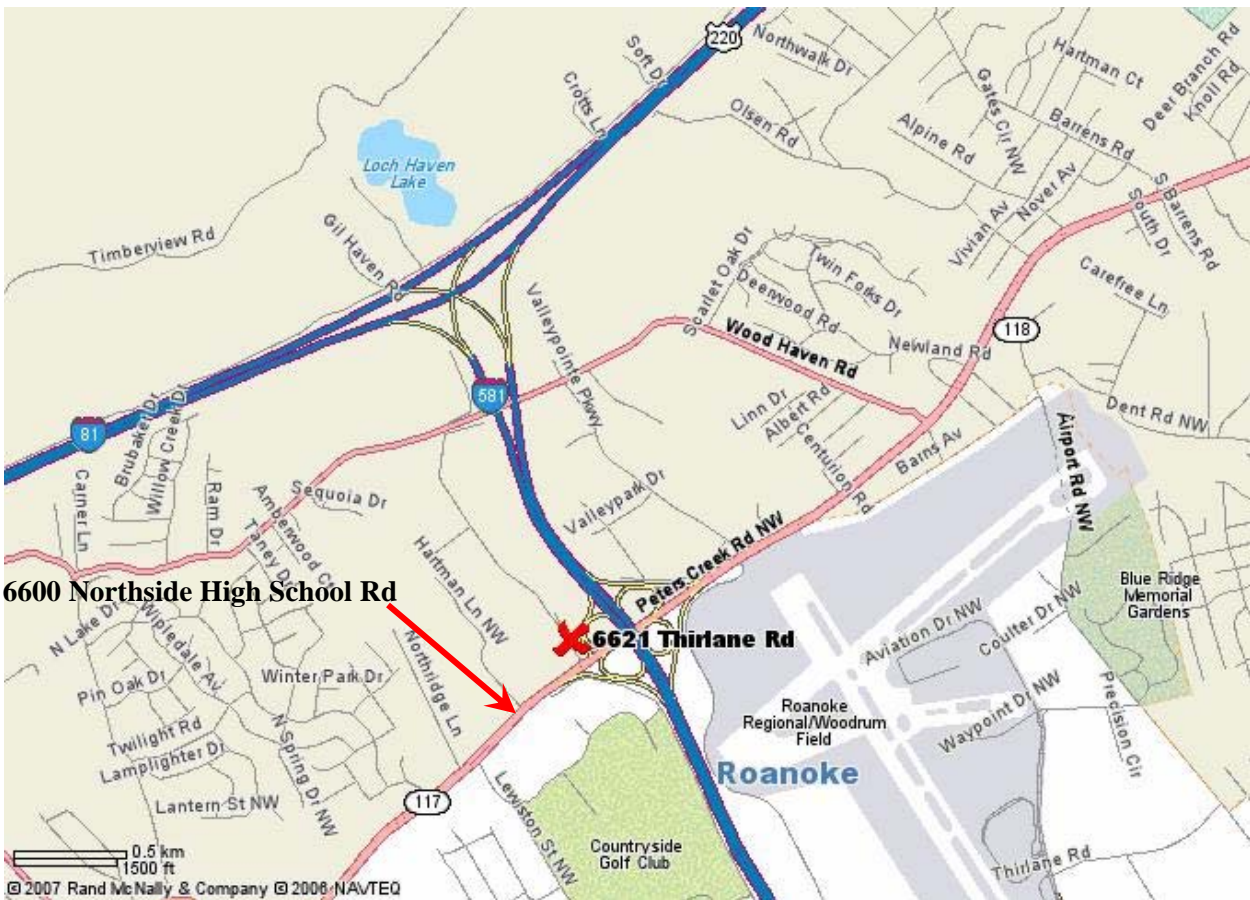 220
Northwalk Dr
Soft Dr
Crotts Ln
Hartman Ct
Deer Branch Rd
Knoll Rd
Gates Cir NW
Olsen Rd
Alpine Rd
Barrens Rd
Loch Haven
Lake
Nover Av
Vivian Av
South Dr
S Barrens Rd
Timberview Rd
Gil Haven Rd
Scarlet Oak Dr
Twin Forks Dr
Deerwood Rd
Carefree Ln
Valleypointe Pkwy
Wood Haven Rd
Newland Rd
118
581
81
Brubaker Dr
Willow Creek Dr
Linn Dr
Albert Rd
Centurion Rd
Barns Av
Dent Rd NW
Airport Rd NW
Carner Ln
Ram Dr
Sequoia Dr
Amberwood Ct
Taney Dr
Valleypark Dr
Hartman Ln NW
Peters Creek Rd NW
6600 Northside High School Rd
6621 Thirlane Rd
Blue Ridge
Memorial
Gardens
Aviation Dr NW
Coulter Dr NW
N Lake Dr
Wipledale Av
Northridge Ln
Pin Oak Dr
Winter Park Dr
Roanoke
Regional/Woodrum
Field
Waypoint Dr NW
Precision Cir
Twilight Rd
Lamplighter Dr
N Spring Dr NW
Roanoke
Lantern St NW
117
Lewiston St NW
Countryside
Golf Club
Thirlane Rd
0.5 km
1500 ft
© 2007 Rand McNally & Company © 2006 NAVTEQ